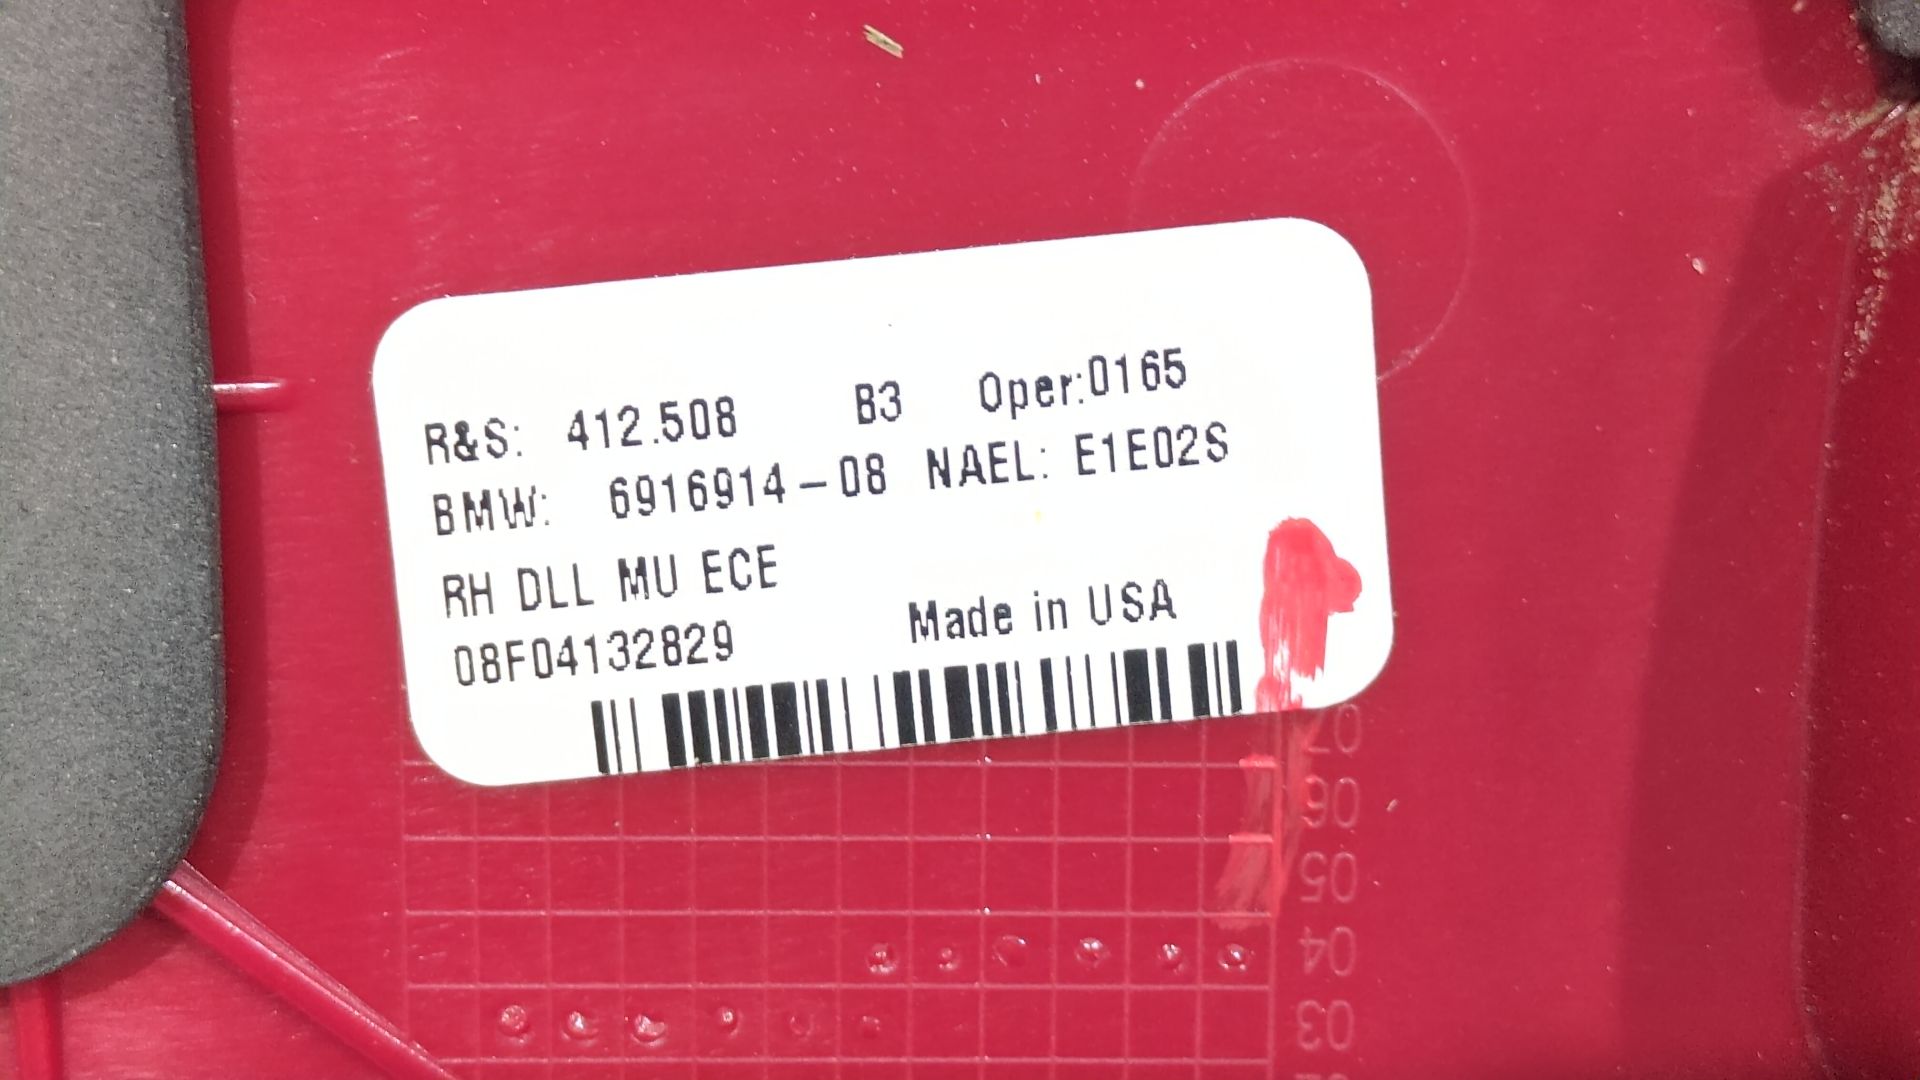 R&S: 412.508 B3 Oper:0165
BMW: 6916914-08 NAEL: E1E02S
RH DLL MU ECE
08F04132829 Made in USA
07
06
05
04
03